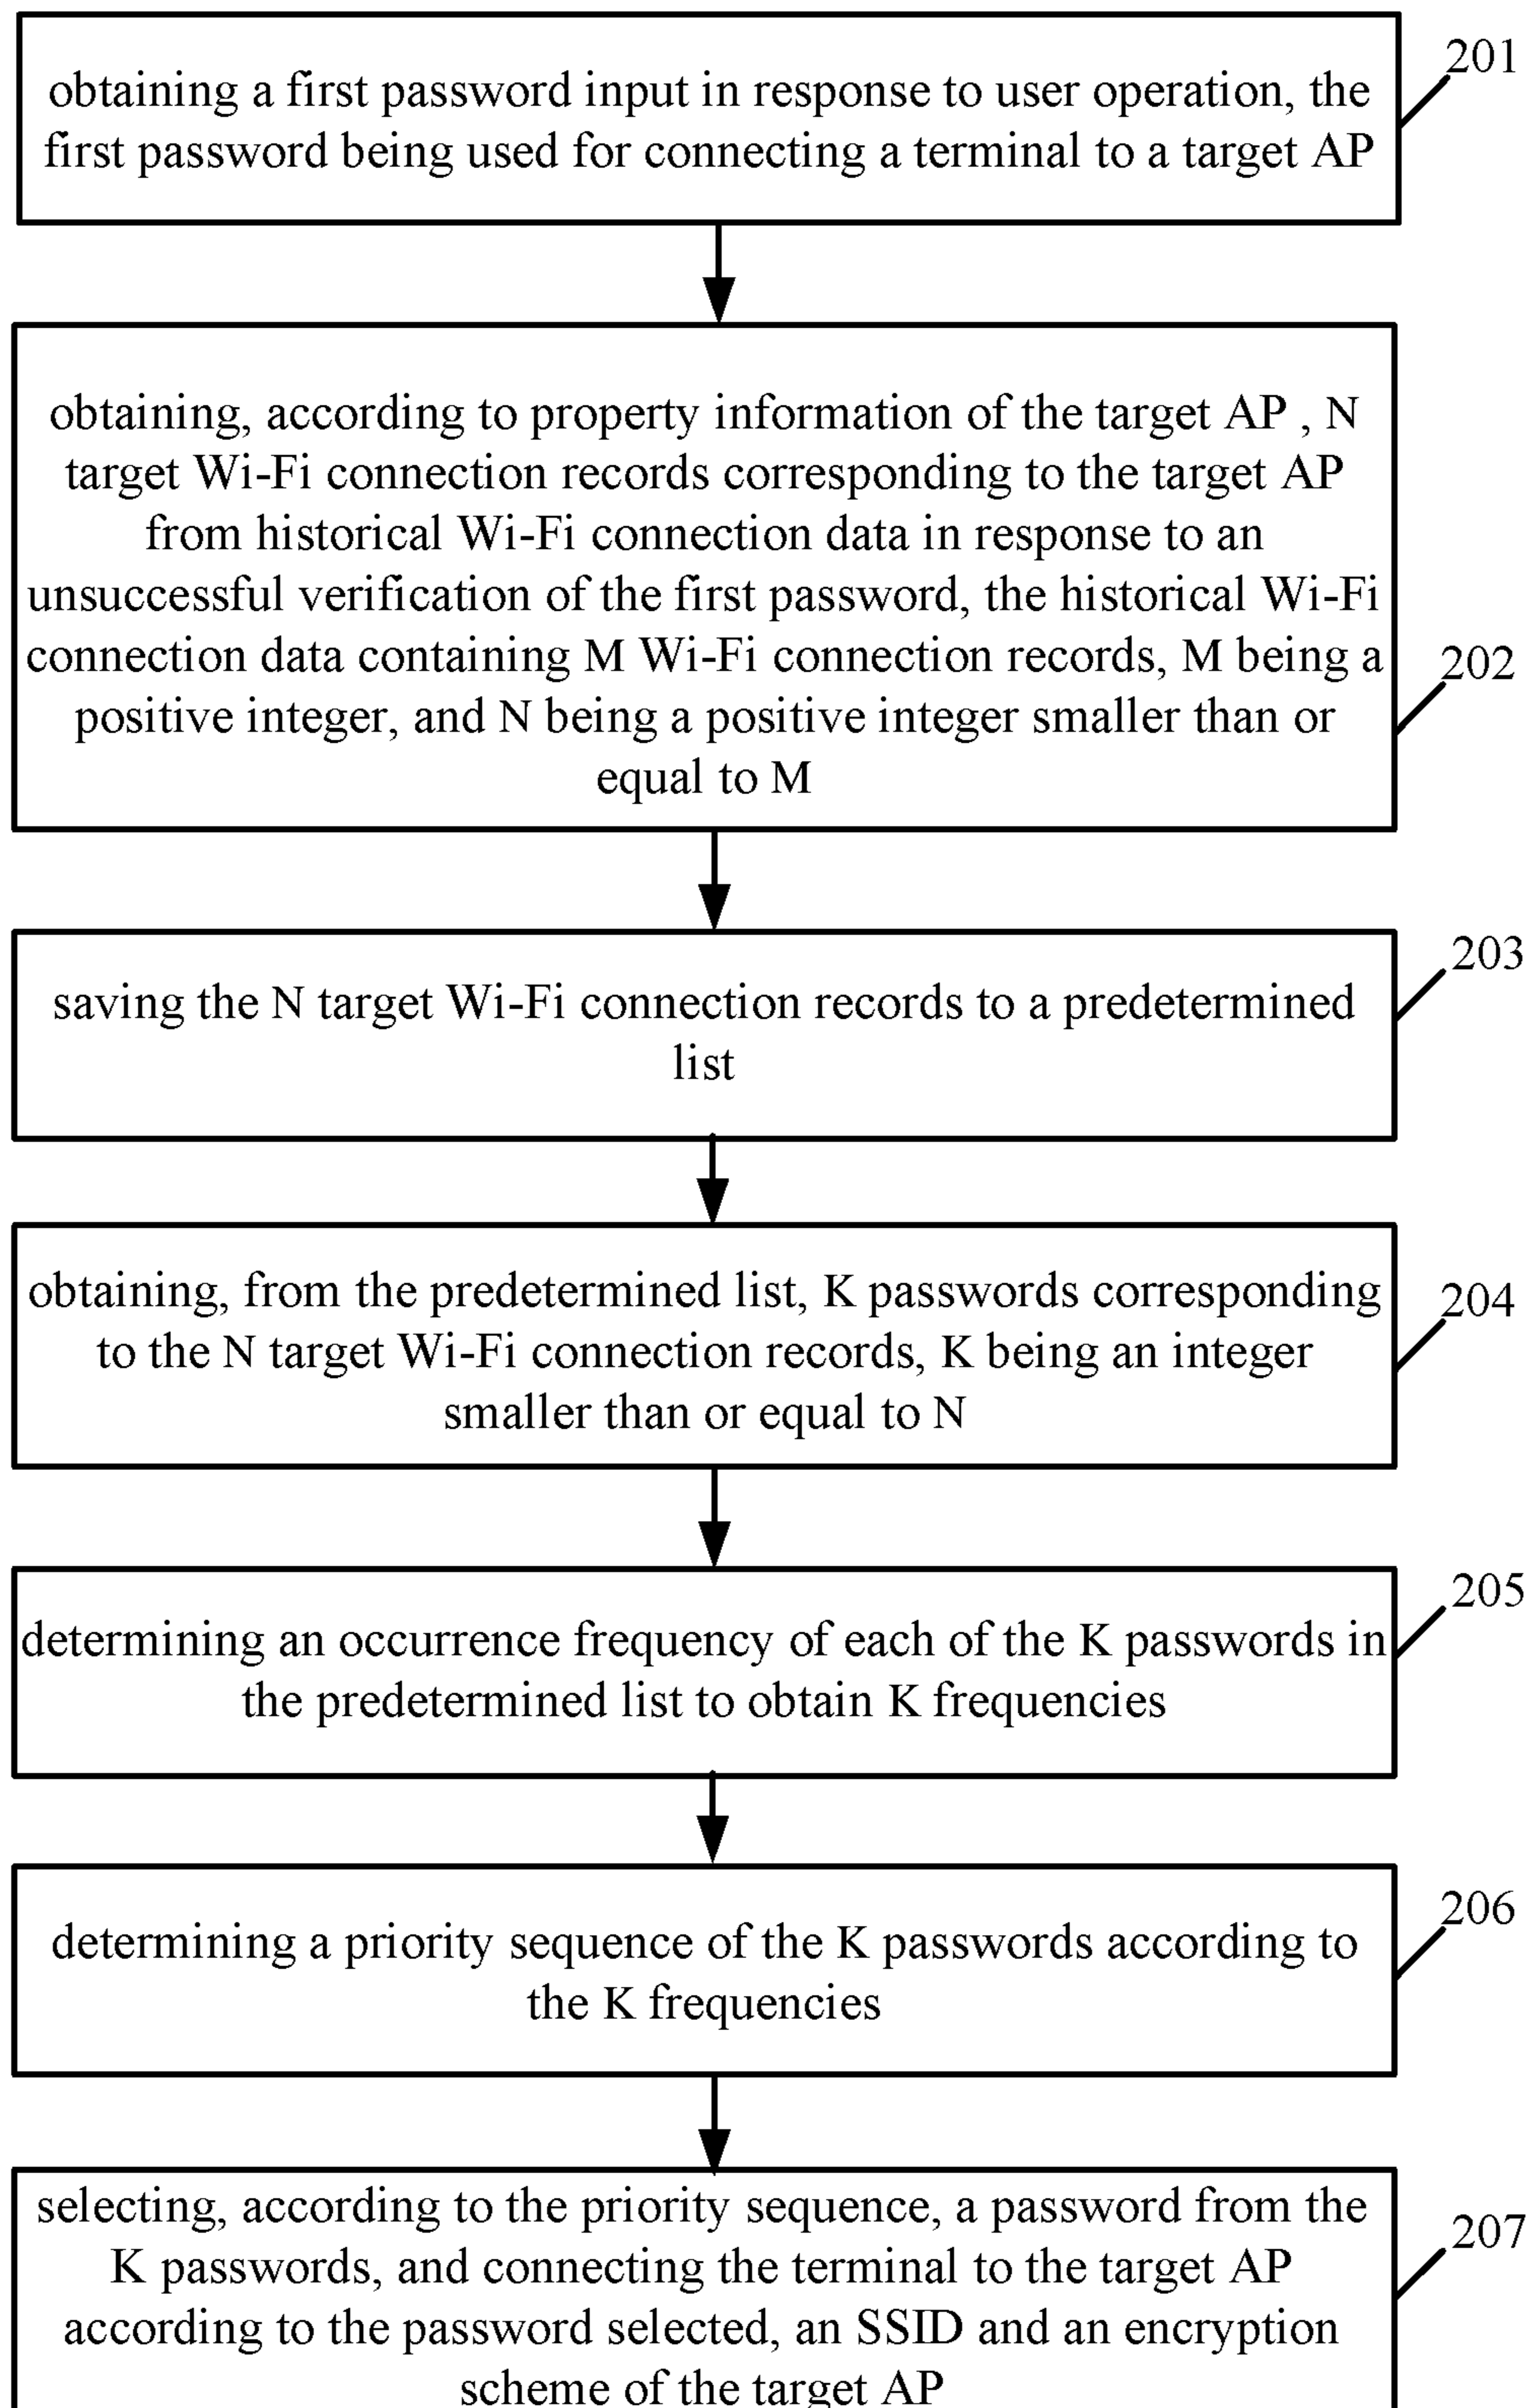 obtaining a first password input in response to user operation, the
first password being used for connecting a terminal to a target AP
201
obtaining, according to property information of the target AP , N
target Wi-Fi connection records corresponding to the target AP
from historical Wi-Fi connection data in response to an
unsuccessful verification of the first password, the historical Wi-Fi
connection data containing M Wi-Fi connection records, M being a
positive integer, and N being a positive integer smaller than or
equal to M
202
saving the N target Wi-Fi connection records to a predetermined
list
203
obtaining, from the predetermined list, K passwords corresponding
to the N target Wi-Fi connection records, K being an integer
smaller than or equal to N
204
determining an occurrence frequency of each of the K passwords in
the predetermined list to obtain K frequencies
205
determining a priority sequence of the K passwords according to
the K frequencies
206
selecting, according to the priority sequence, a password from the
K passwords, and connecting the terminal to the target AP
according to the password selected, an SSID and an encryption
scheme of the target AP
207